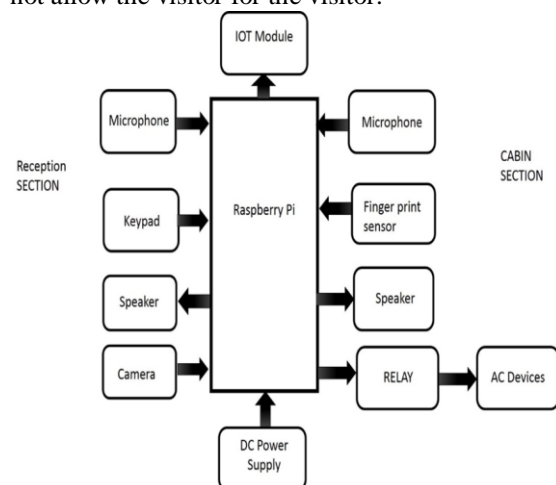 not allow the visitor for the visitor.
IOT Module
Microphone
Microphone
Reception
SECTION
CABIN
SECTION
Keypad
Raspberry Pi
Finger print
sensor
Speaker
Speaker
Camera
RELAY
AC Devices
DC Power
Supply